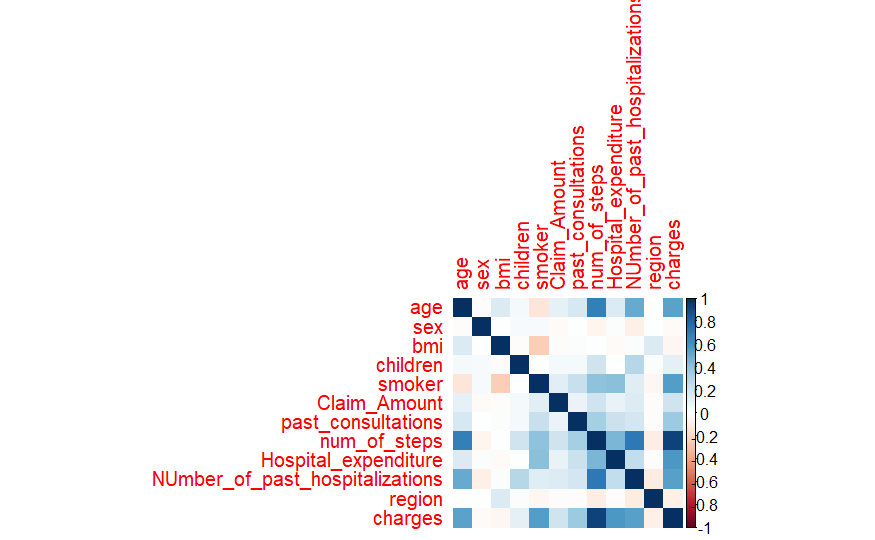 age
sex
bmi
children
smoker
Claim_Amount
past_consultations
num_of_steps
Hospital_expenditure
NUmber_of_past_hospitalizations
region
charges
age
sex
bmi
children
smoker
Claim_Amount
past_consultations
num_of_steps
Hospital_expenditure
NUmber_of_past_hospitalizations
region
charges
1
0.8
0.6
0.4
0.2
0
-0.2
-0.4
-0.6
-0.8
-1